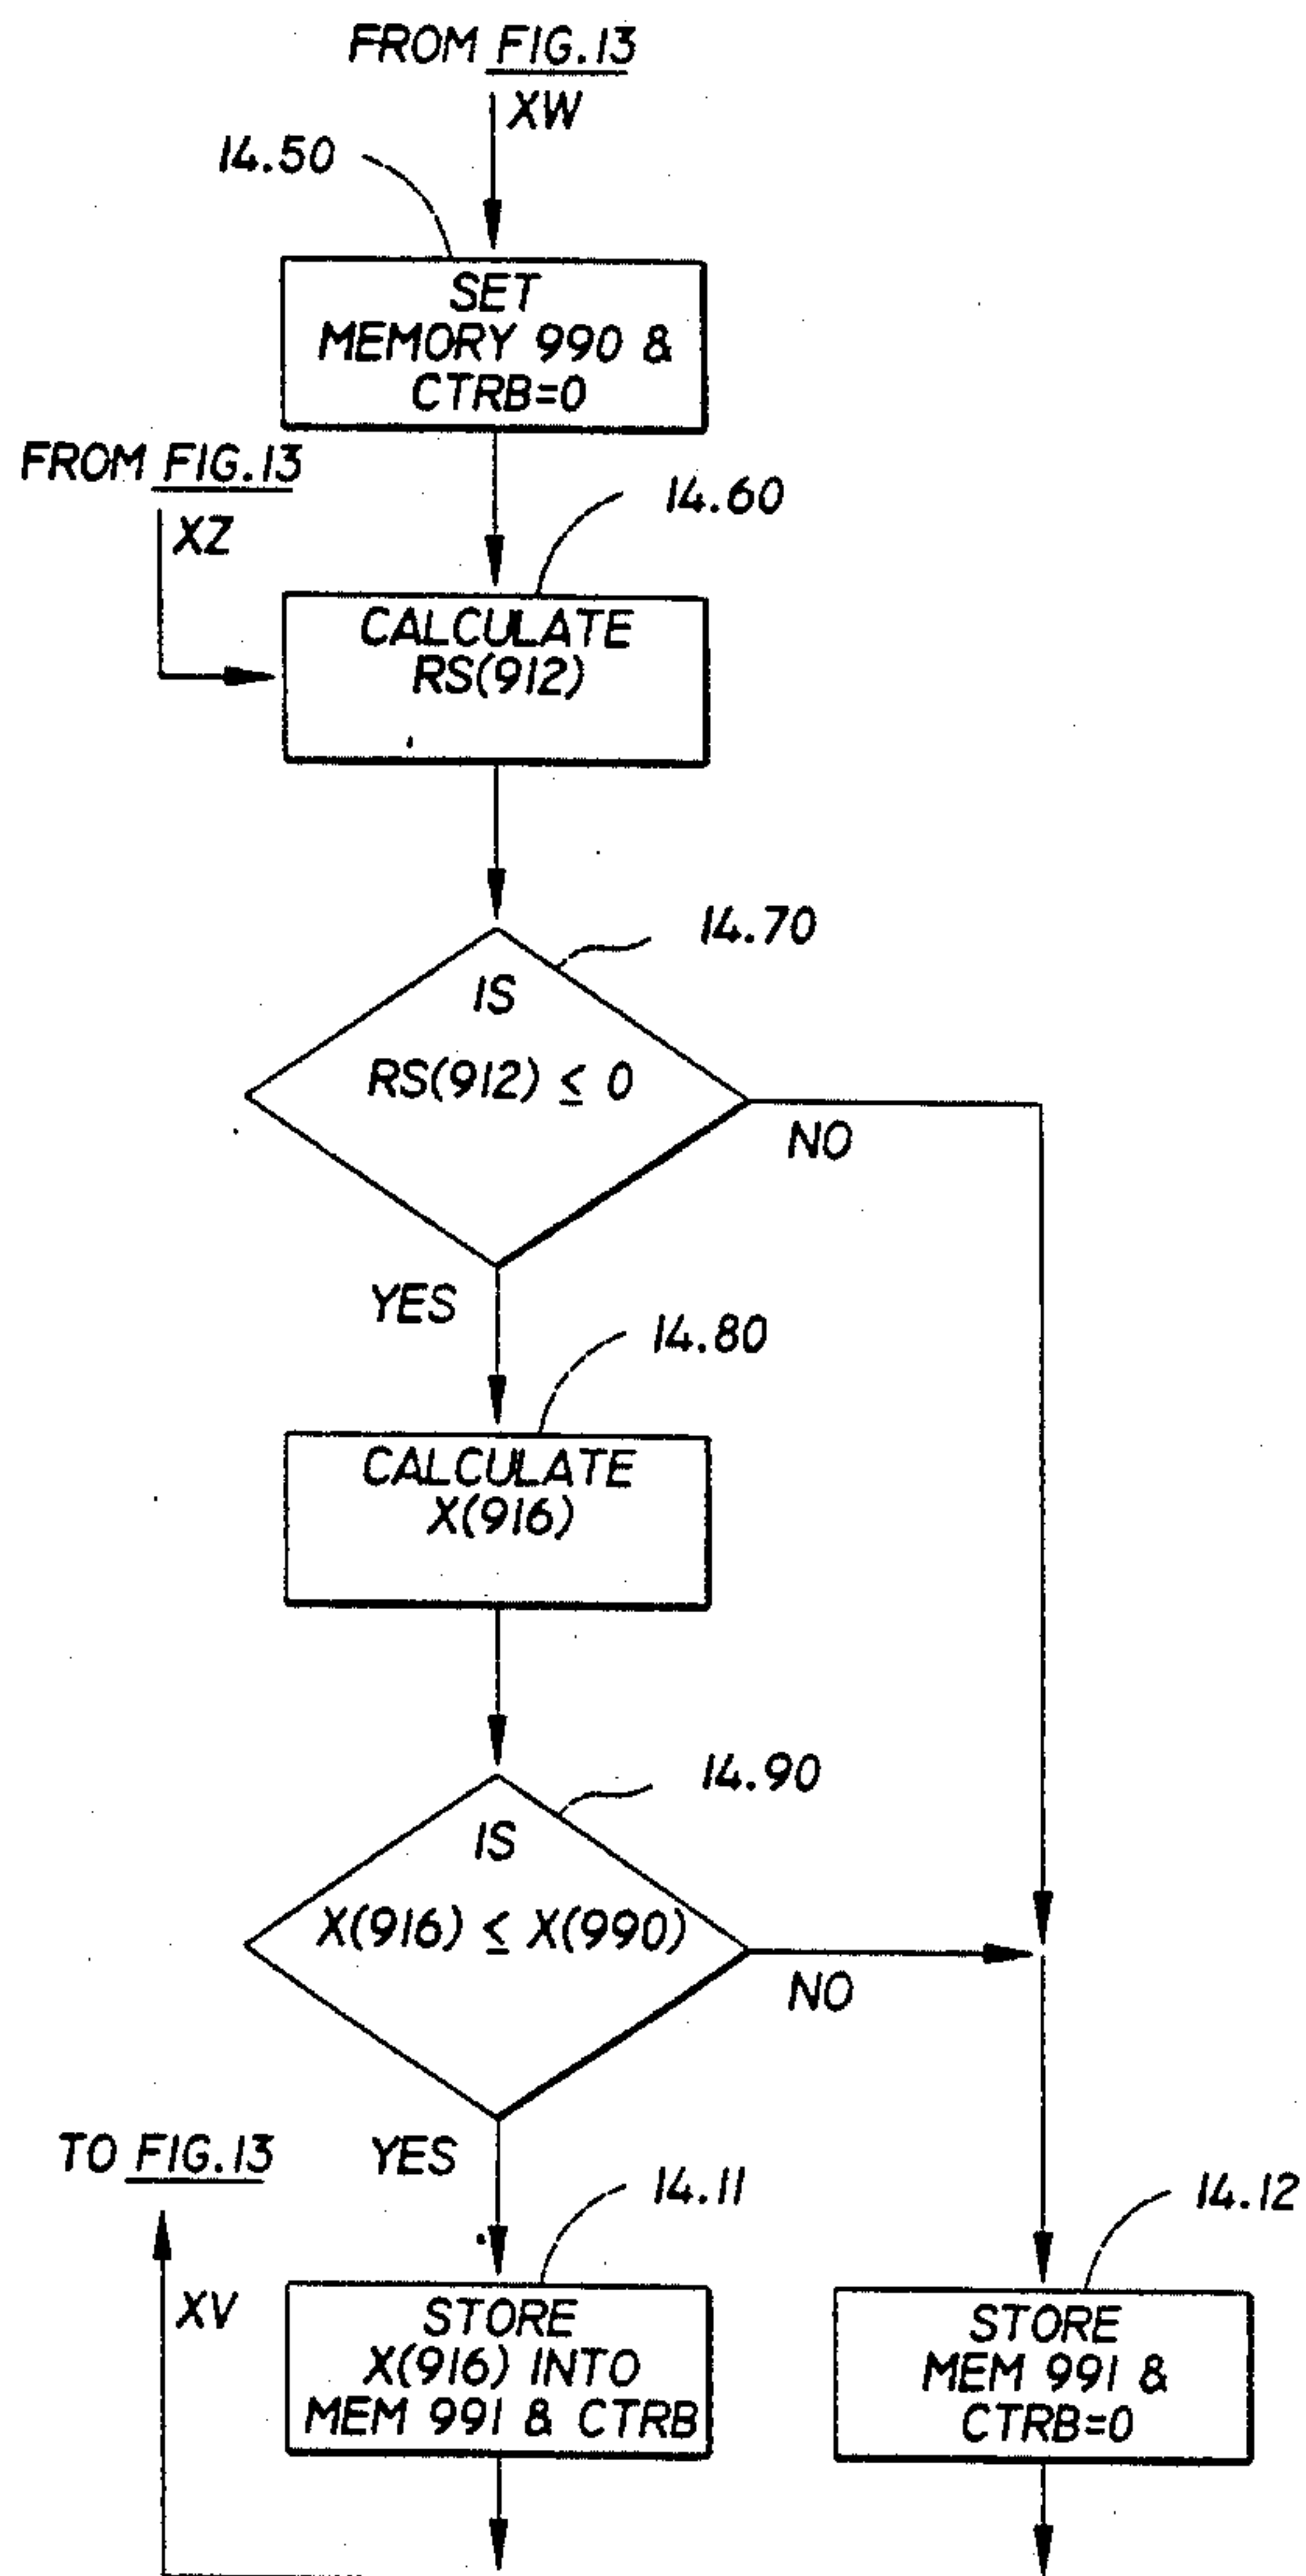 FROM FIG.13
XW
14.50
SET
MEMORY 990 &
CTRB=0
FROM FIG.13
XZ
14.60
CALCULATE
RS(912)
14.70
IS
RS(912) ≤ 0
NO
YES
14.80
CALCULATE
X(916)
14.90
IS
X(916) ≤ X(990)
NO
YES
TO FIG.13
XV
14.11
STORE
X(916) INTO
MEM 991 & CTRB
14.12
STORE
MEM 991 &
CTRB=0